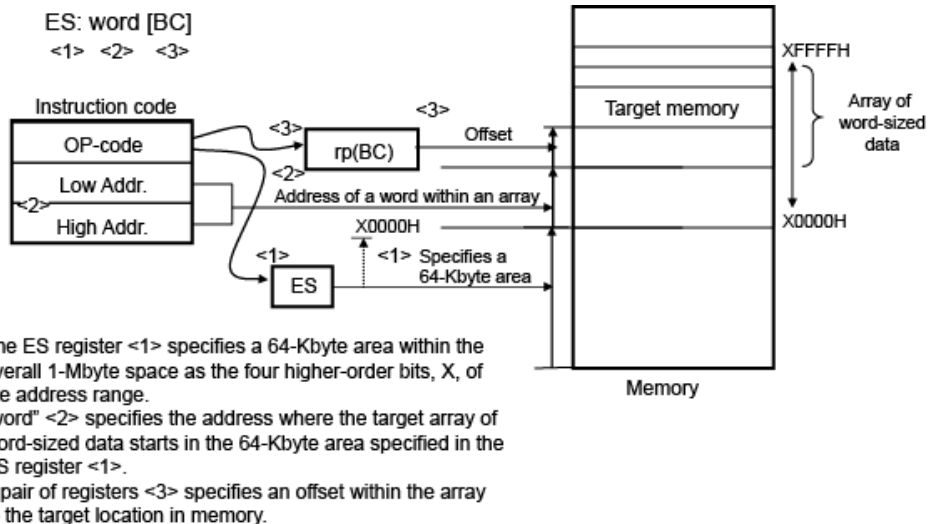 ES: word [BC]
<1> <2> <3>
Instruction code
OP-code
Low Addr.
<2>
High Addr.
<3>
rp(BC)
<3>
Offset
<2>
Address of a word within an array
X0000H
<1>
ES
<1> Specifies a
64-Kbyte area
Target memory
Memory
XFFFFH
Array of
word-sized
data
X0000H
ES register <1> specifies a 64-Kbyte area within the
1-Mbyte space as the four higher-order bits, X, of
address range.
<2> specifies the address where the target array of
data starts in the 64-Kbyte area specified in the
register <1>.
pair of registers <3> specifies an offset within the array
the target location in memory.